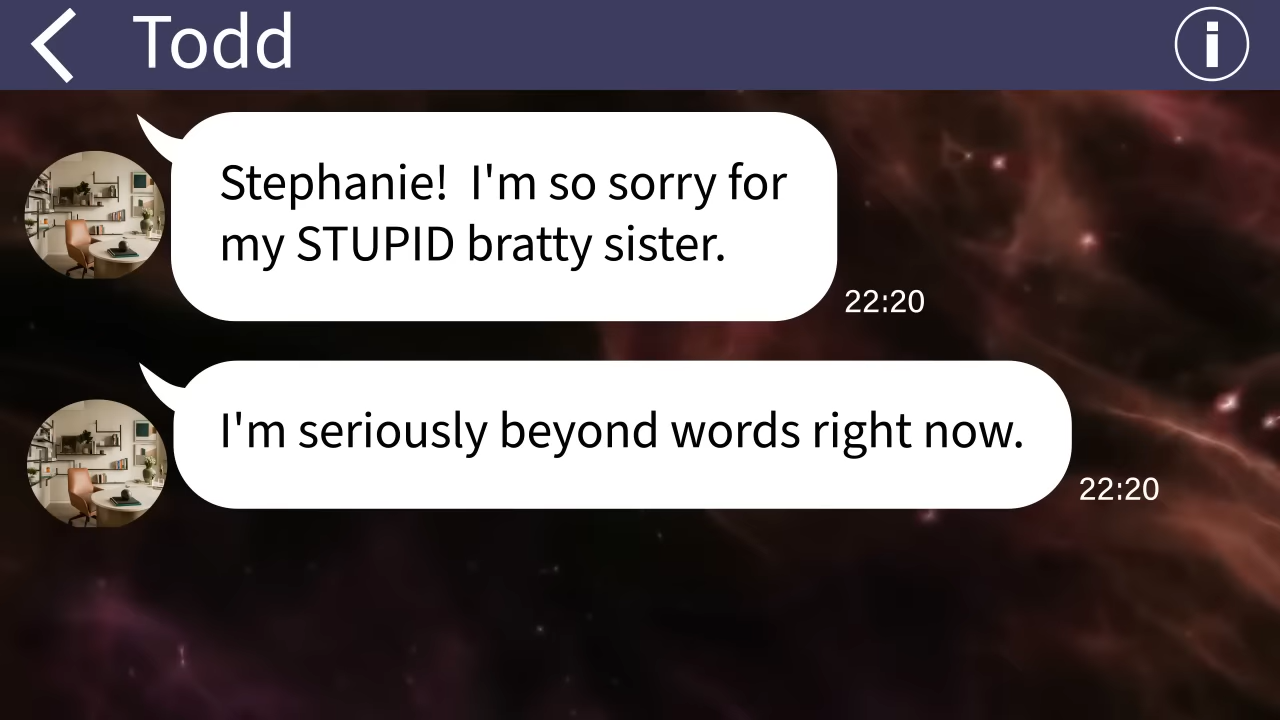 Todd
Stephanie!  I'm so sorry for
my STUPID bratty sister.
22:20
I'm seriously beyond words right now.
22:20